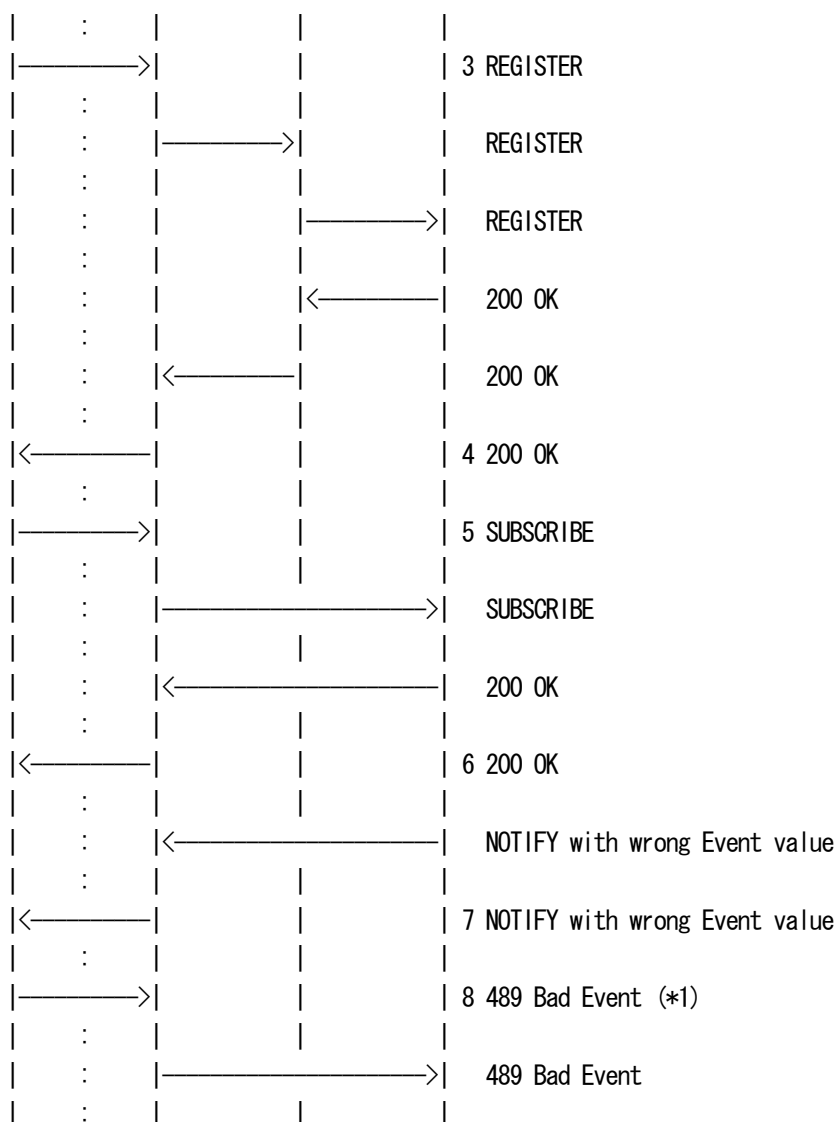 |     :     |           |           |
|---------->|           |           | 3 REGISTER
|     :     |           |           |
|     :     |---------->|           |   REGISTER
|     :     |           |           |
|     :     |           |---------->|   REGISTER
|     :     |           |           |
|     :     |           |<----------|   200 OK
|     :     |           |           |
|     :     |<----------|           |   200 OK
|     :     |           |           |
|<----------|           |           | 4 200 OK
|     :     |           |           |
|---------->|           |           | 5 SUBSCRIBE
|     :     |           |           |
|     :     |---------------------->|   SUBSCRIBE
|     :     |           |           |
|     :     |<----------------------|   200 OK
|     :     |           |           |
|<----------|           |           | 6 200 OK
|     :     |           |           |
|     :     |<----------------------|   NOTIFY with wrong Event value
|     :     |           |           |
|<----------|           |           | 7 NOTIFY with wrong Event value
|     :     |           |           |
|---------->|           |           | 8 489 Bad Event (*1)
|     :     |           |           |
|     :     |---------------------->|   489 Bad Event
|     :     |           |           |